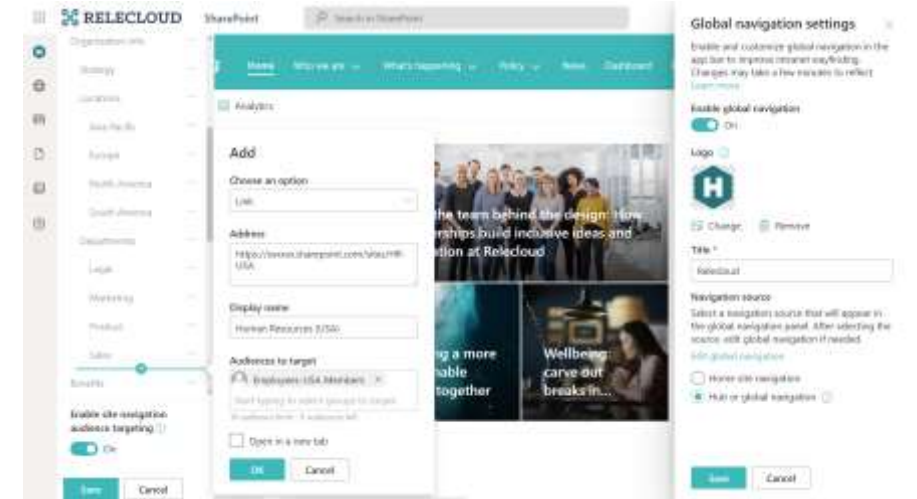 RELECLOUD
SharePoint
Search in SharePoint
Organization info
Strategy
Locations
Asia Pacific
Europe
North America
South America
Departments
Legal
Marketing
Product
Sales
Benefits
Enable site navigation
audience targeting
On
Save
Cancel
Home
Who we are
What's happening
Policy
News
Dashboard
Analytics
Add
Choose an option
Link
Address
USA
Display name
Human Resources (USA)
Audiences to target
Employees USA Members
Start typing to select groups to target
Open in a new tab
OK
Cancel
the team behind the design: How
erships build inclusive ideas and
tion at Relecloud
ng a more
nable
together
Wellbeing:
carve out
breaks in...
Global navigation settings
Enable and customize global navigation in the
app bar to improve intranet wayfinding.
Changes may take a few minutes to reflect.
Learn more
Enable global navigation
On
Logo
H
Change
Remove
Title *
Relecloud
Navigation source
Select a navigation source that will appear in
the global navigation panel. After selecting the
source, edit global navigation if needed.
Edit global navigation
Home site navigation
Hub or global navigation
Save
Cancel